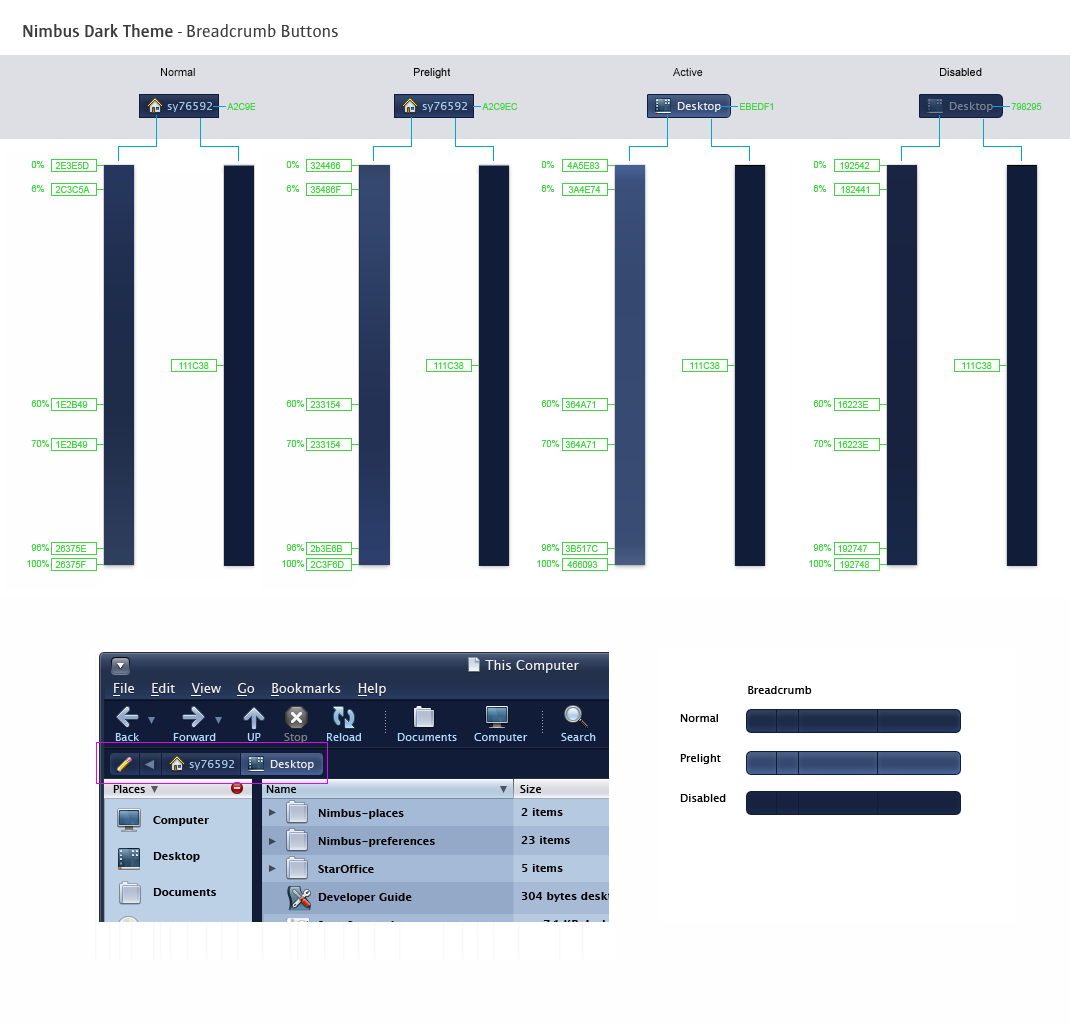 Nimbus Dark Theme - Breadcrumb Buttons
Normal Prelight Active Disabled
sy76592 A2C9E sy76592 A2C9EC Desktop EBEDF1 Desktop 798295
0% 2E3E5D 0% 324466 0% 4A5E83 0% 192542
6% 2C3C5A 6% 35486F 6% 3A4E74 6% 182441
111C38 111C38 111C38 111C38
60% 1E2B49 60% 233154 60% 364A71 60% 16223E
70% 1E2B49 70% 233154 70% 364A71 70% 16223E
96% 26375E 96% 2b3E6B 96% 3B517C 96% 192747
100% 26375F 100% 2C3F6D 100% 466093 100% 192748
This Computer
File Edit View Go Bookmarks Help
Back Forward UP Stop Reload Documents Computer Search
sy76592 Desktop
Places Name Size
Computer
Desktop
Documents
Nimbus-places 2 items
Nimbus-preferences 23 items
StarOffice 5 items
Developer Guide 304 bytes desk
Breadcrumb
Normal
Prelight
Disabled